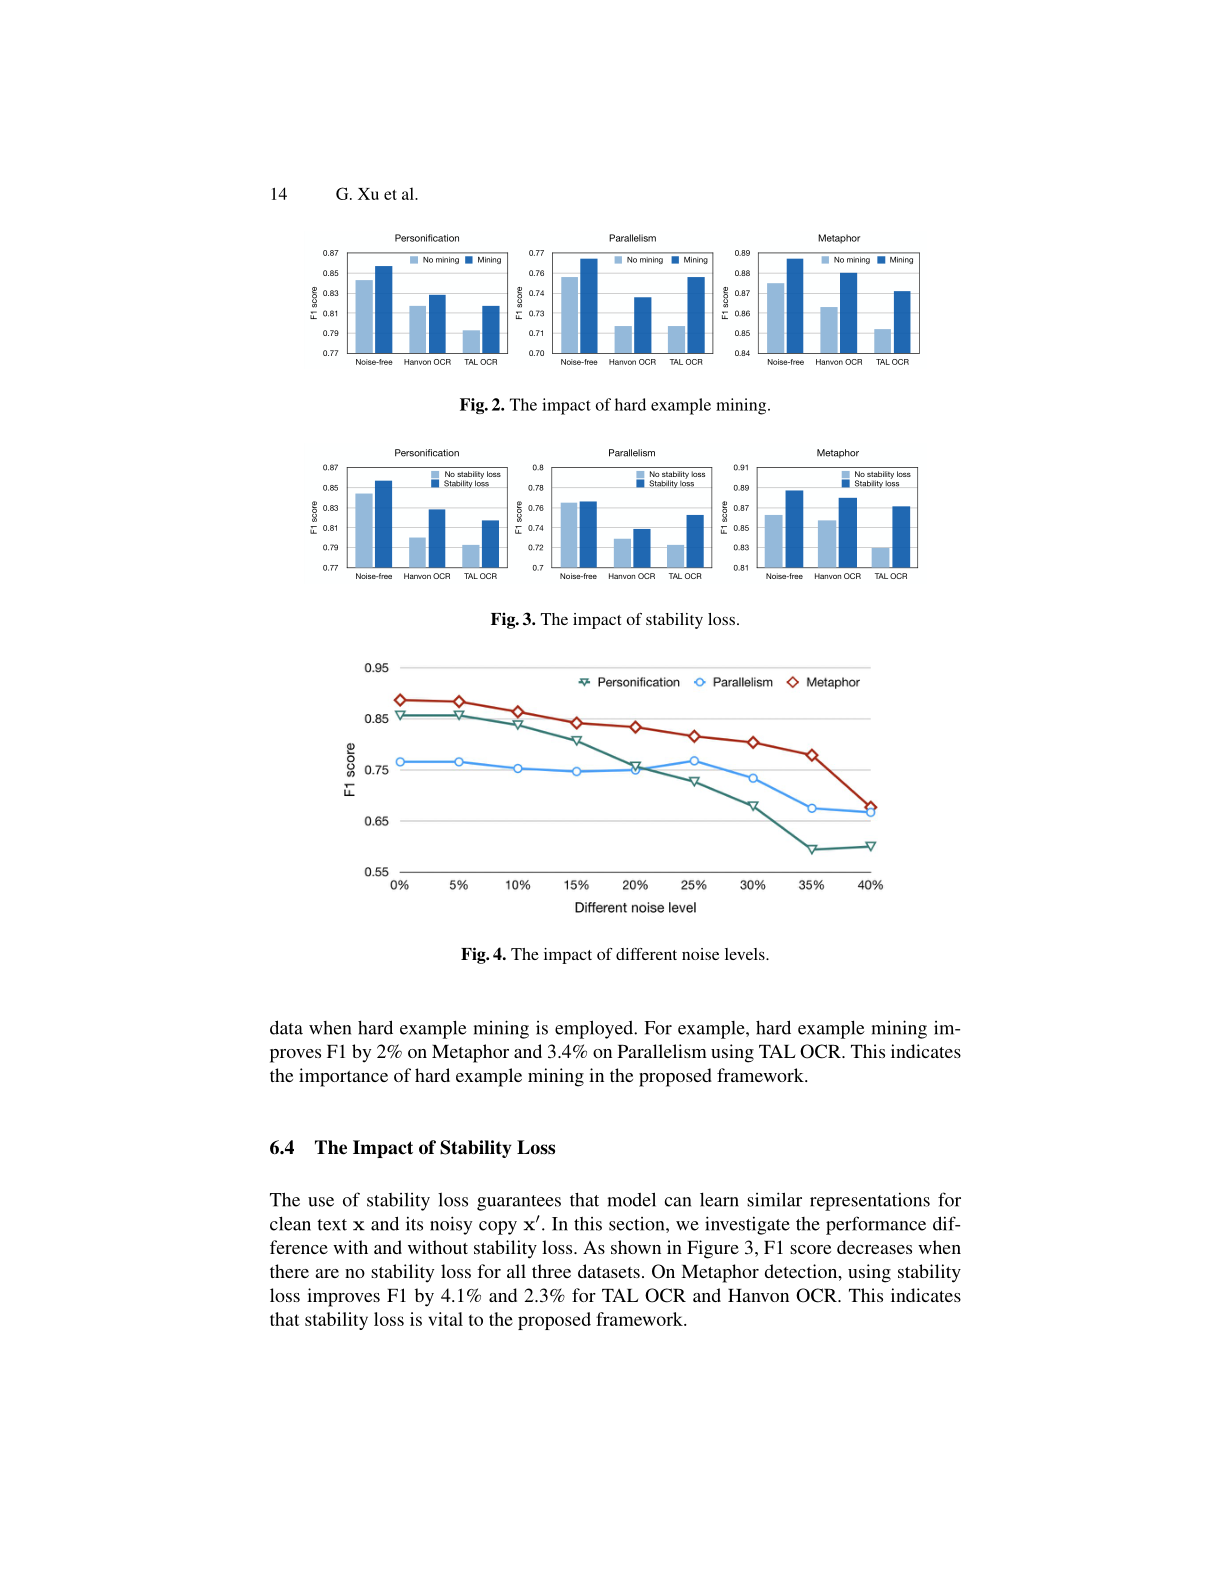 14 G. Xu et al.
Personification
0.87
0.85
0.83
0.81
0.79
0.77
F1 score
No mining Mining
Noise-free Hanvon OCR TAL OCR
Parallelism
0.77
0.76
0.74
0.73
0.71
0.70
F1 score
No mining Mining
Noise-free Hanvon OCR TAL OCR
Metaphor
0.89
0.88
0.87
0.86
0.85
0.84
F1 score
No mining Mining
Noise-free Hanvon OCR TAL OCR
Fig. 2. The impact of hard example mining.
Personification
0.87
0.85
0.83
0.81
0.79
0.77
F1 score
No stability loss
Stability loss
Noise-free Hanvon OCR TAL OCR
Parallelism
0.8
0.78
0.76
0.74
0.72
0.7
F1 score
No stability loss
Stability loss
Noise-free Hanvon OCR TAL OCR
Metaphor
0.91
0.89
0.87
0.85
0.83
0.81
F1 score
No stability loss
Stability loss
Noise-free Hanvon OCR TAL OCR
Fig. 3. The impact of stability loss.
0.95
0.85
0.75
0.65
0.55
F1 score
Personification Parallelism Metaphor
0% 5% 10% 15% 20% 25% 30% 35% 40%
Different noise level
Fig. 4. The impact of different noise levels.
data when hard example mining is employed. For example, hard example mining im-
proves F1 by 2% on Metaphor and 3.4% on Parallelism using TAL OCR. This indicates
the importance of hard example mining in the proposed framework.
6.4 The Impact of Stability Loss
The use of stability loss guarantees that model can learn similar representations for
clean text x and its noisy copy x′. In this section, we investigate the performance dif-
ference with and without stability loss. As shown in Figure 3, F1 score decreases when
there are no stability loss for all three datasets. On Metaphor detection, using stability
loss improves F1 by 4.1% and 2.3% for TAL OCR and Hanvon OCR. This indicates
that stability loss is vital to the proposed framework.